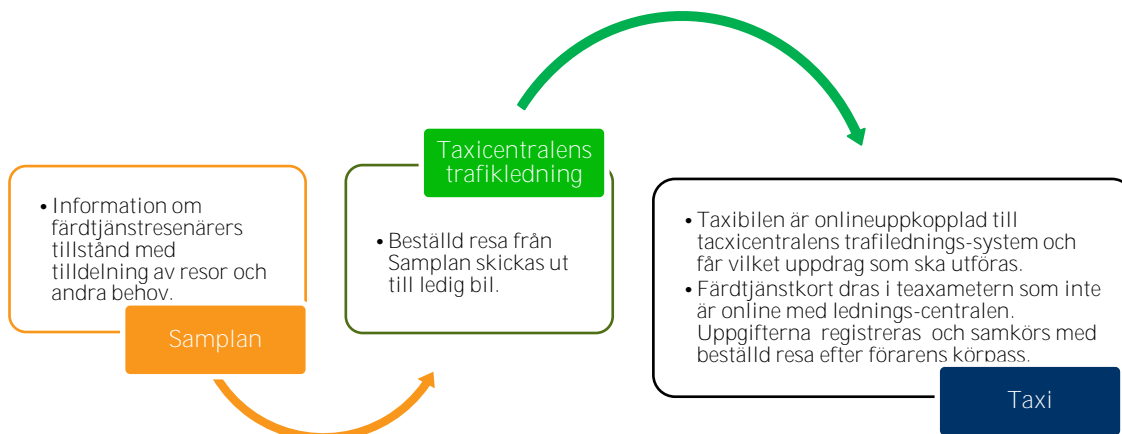 • Information om
färdtjänstresenärers
tillstånd med
tilldelning av resor och
andra behov.
Samplan
Taxicentralens
trafikledning
• Beställd resa från
Samplan skickas ut
till ledig bil.
• Taxibilen är onlineuppkopplad till
tacxicentralens trafilednings-system och
får vilket uppdrag som ska utföras.
• Färdtjänstkort dras i teaxametern som inte
är online med lednings-centralen.
Uppgifterna registreras och samkörs med
beställd resa efter förarens körpass.
Taxi